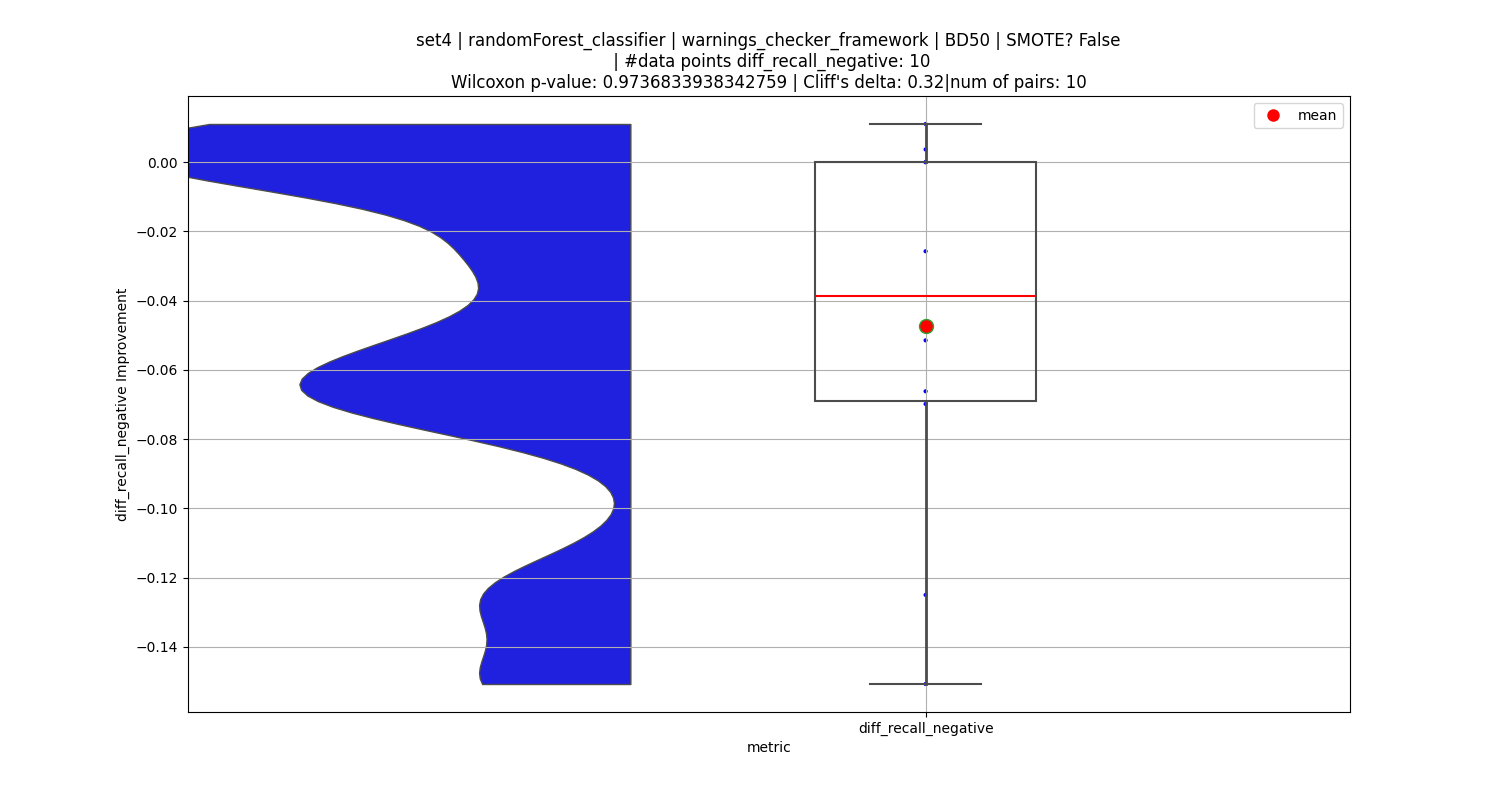 set4 | randomForest_classifier | warnings_checker_framework | BD50 | SMOTE? False
| #data points diff_recall_negative: 10
Wilcoxon p-value: 0.9736833938342759 | Cliff's delta: 0.32|num of pairs: 10
mean
0.00
−0.02
−0.04
−0.06
−0.08
−0.10
−0.12
−0.14
diff_recall_negative Improvement
diff_recall_negative
metric